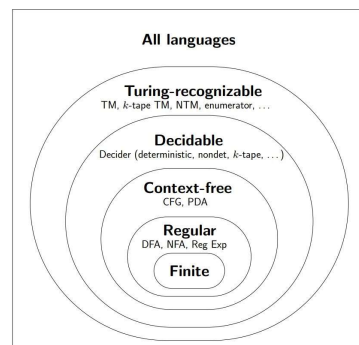 All languages
Turing-recognizable
TM, k-tape TM, NTM, enumerator, . . .
Decidable
Decider (deterministic, nondet, k-tape, . . . )
Context-free
CFG, PDA
Regular
DFA, NFA, Reg Exp
Finite